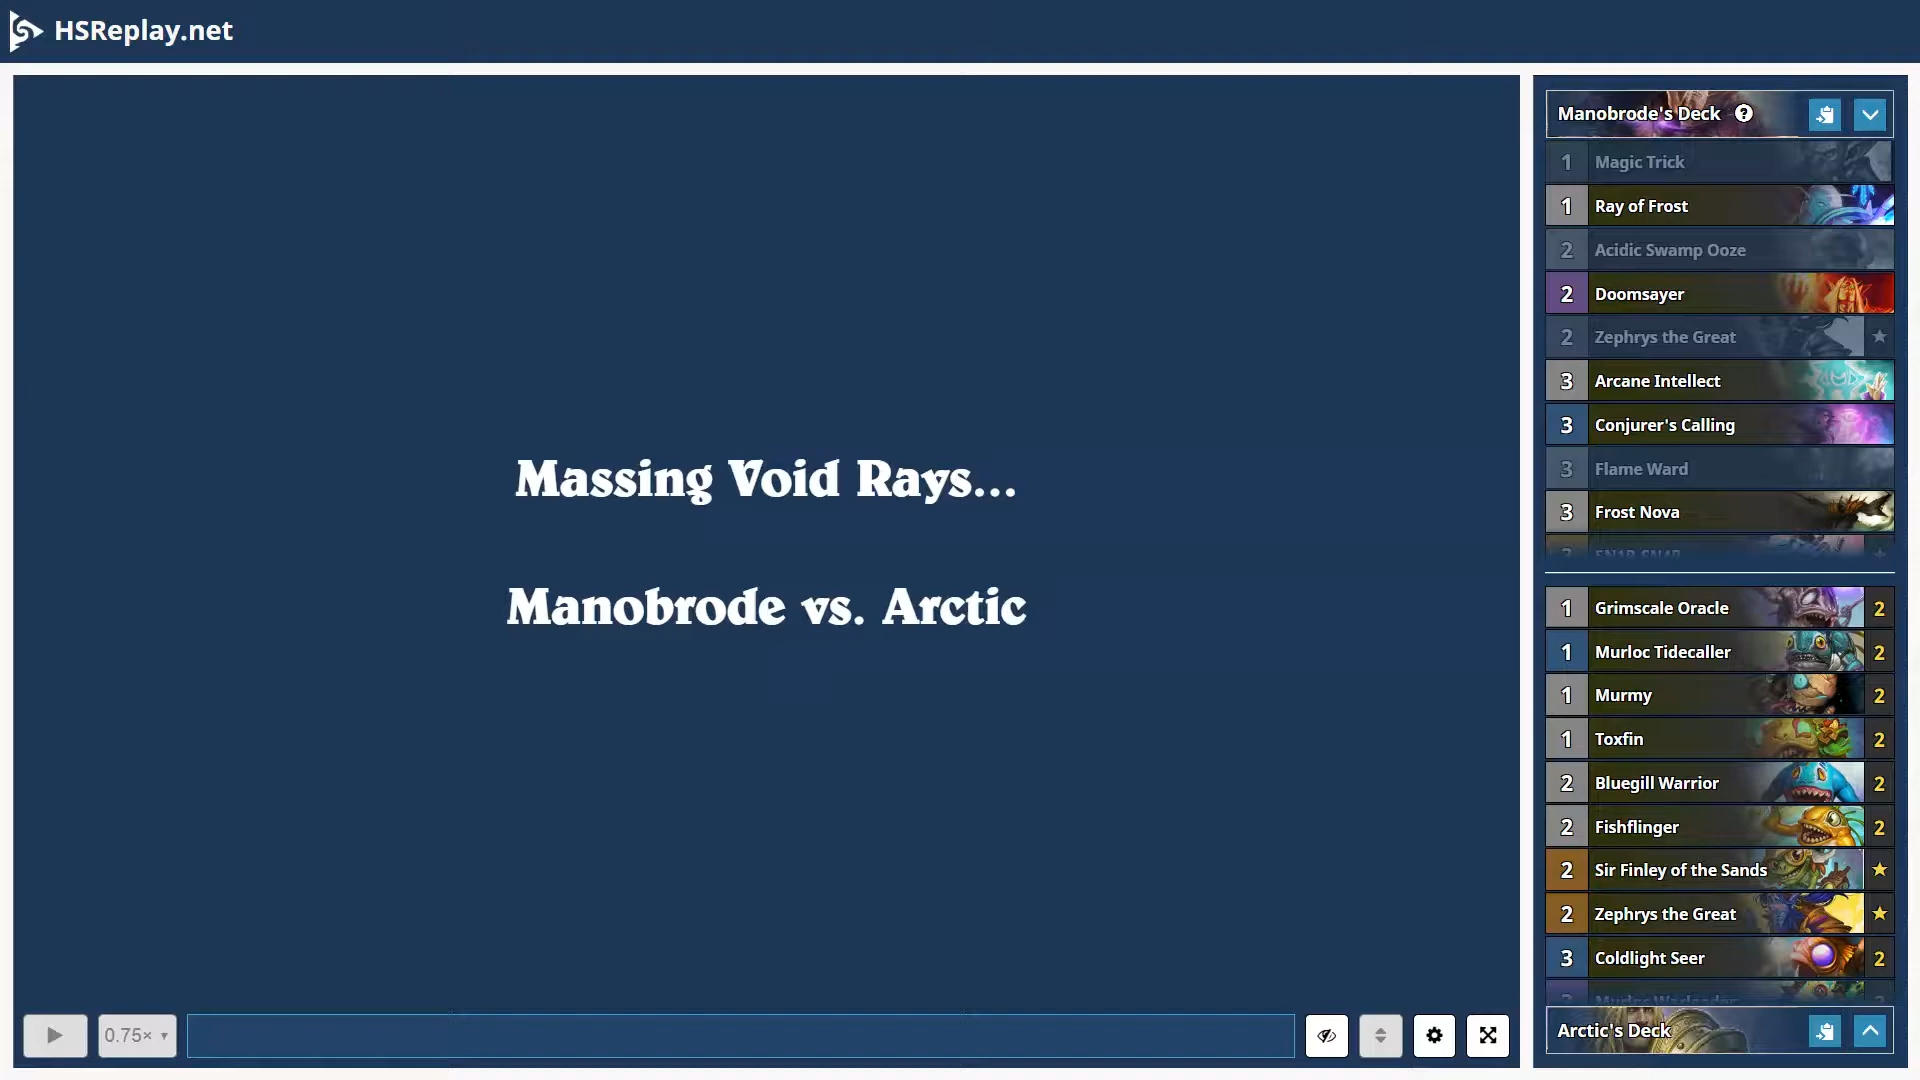 HSReplay.net
Massing Void Rays...
Manobrode vs. Arctic
0.75×
Manobrode's Deck
1 Magic Trick
1 Ray of Frost
2 Acidic Swamp Ooze
2 Doomsayer
2 Zephrys the Great
3 Arcane Intellect
3 Conjurer's Calling
3 Flame Ward
3 Frost Nova
1 Grimscale Oracle 2
1 Murloc Tidecaller 2
1 Murmy 2
1 Toxfin 2
2 Bluegill Warrior 2
2 Fishflinger 2
2 Sir Finley of the Sands
2 Zephrys the Great
3 Coldlight Seer 2
Arctic's Deck